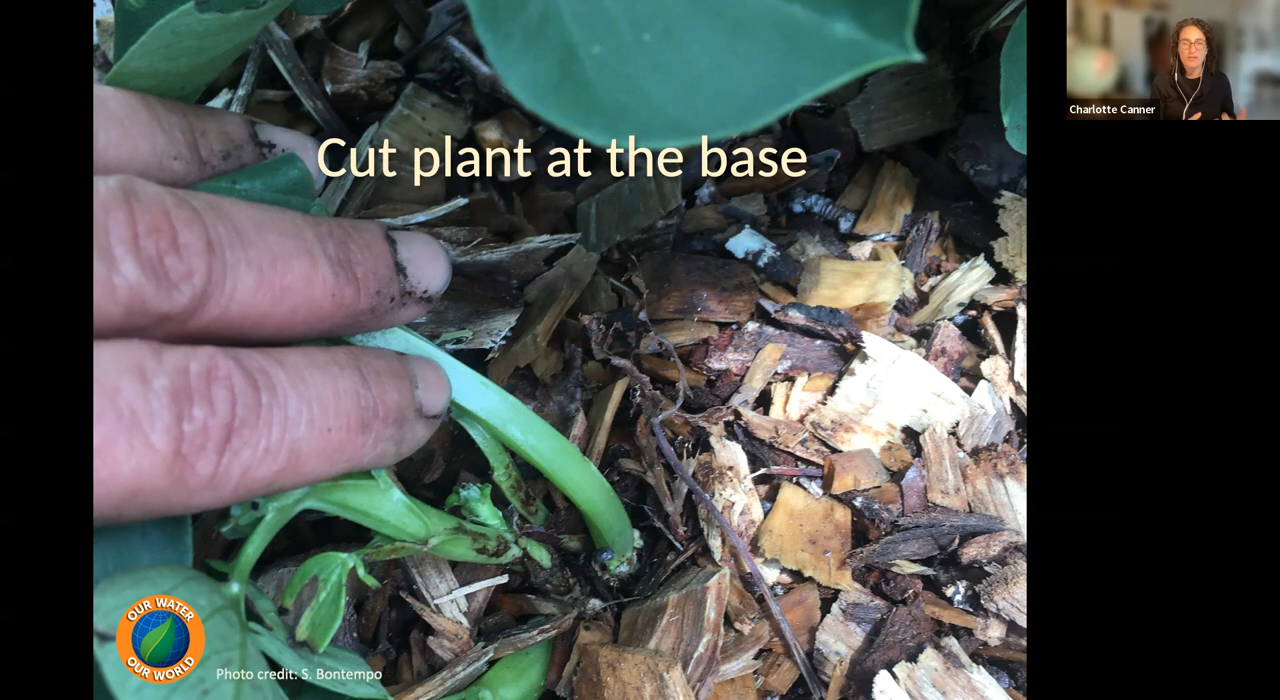 Cut plant at the base
Charlotte Canner
OUR WATER
OUR WORLD
Photo credit: S. Bontempo